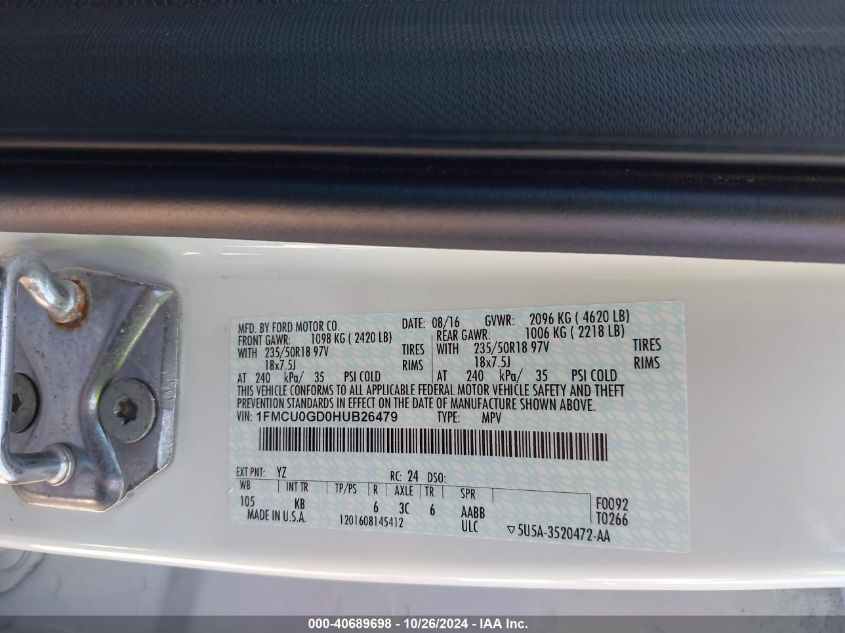 MFD. BY FORD MOTOR CO. DATE: 08/16 GVWR: 2096 KG ( 4620 LB)
FRONT GAWR: 1098 KG ( 2420 LB) REAR GAWR: 1006 KG ( 2218 LB)
WITH 235/50R18 97V TIRES WITH 235/50R18 97V TIRES
18x7.5J RIMS 18x7.5J RIMS
AT 240 kPa/ 35 PSI COLD AT 240 kPa/ 35 PSI COLD
THIS VEHICLE CONFORMS TO ALL APPLICABLE FEDERAL MOTOR VEHICLE SAFETY AND THEFT
PREVENTION STANDARDS IN EFFECT ON THE DATE OF MANUFACTURE SHOWN ABOVE.
VIN: 1FMCU0GD0HUB26479 TYPE: MPV
EXT PNT: YZ RC: 24 DSO:
WB INT TR TP/PS R AXLE TR SPR
105 KB 6 3C 6 AABB F0092
MADE IN U.S.A. 1201608145412 ULC T0266
▽5U5A-3520472-AA
000-40689698 - 10/26/2024 - IAA Inc.